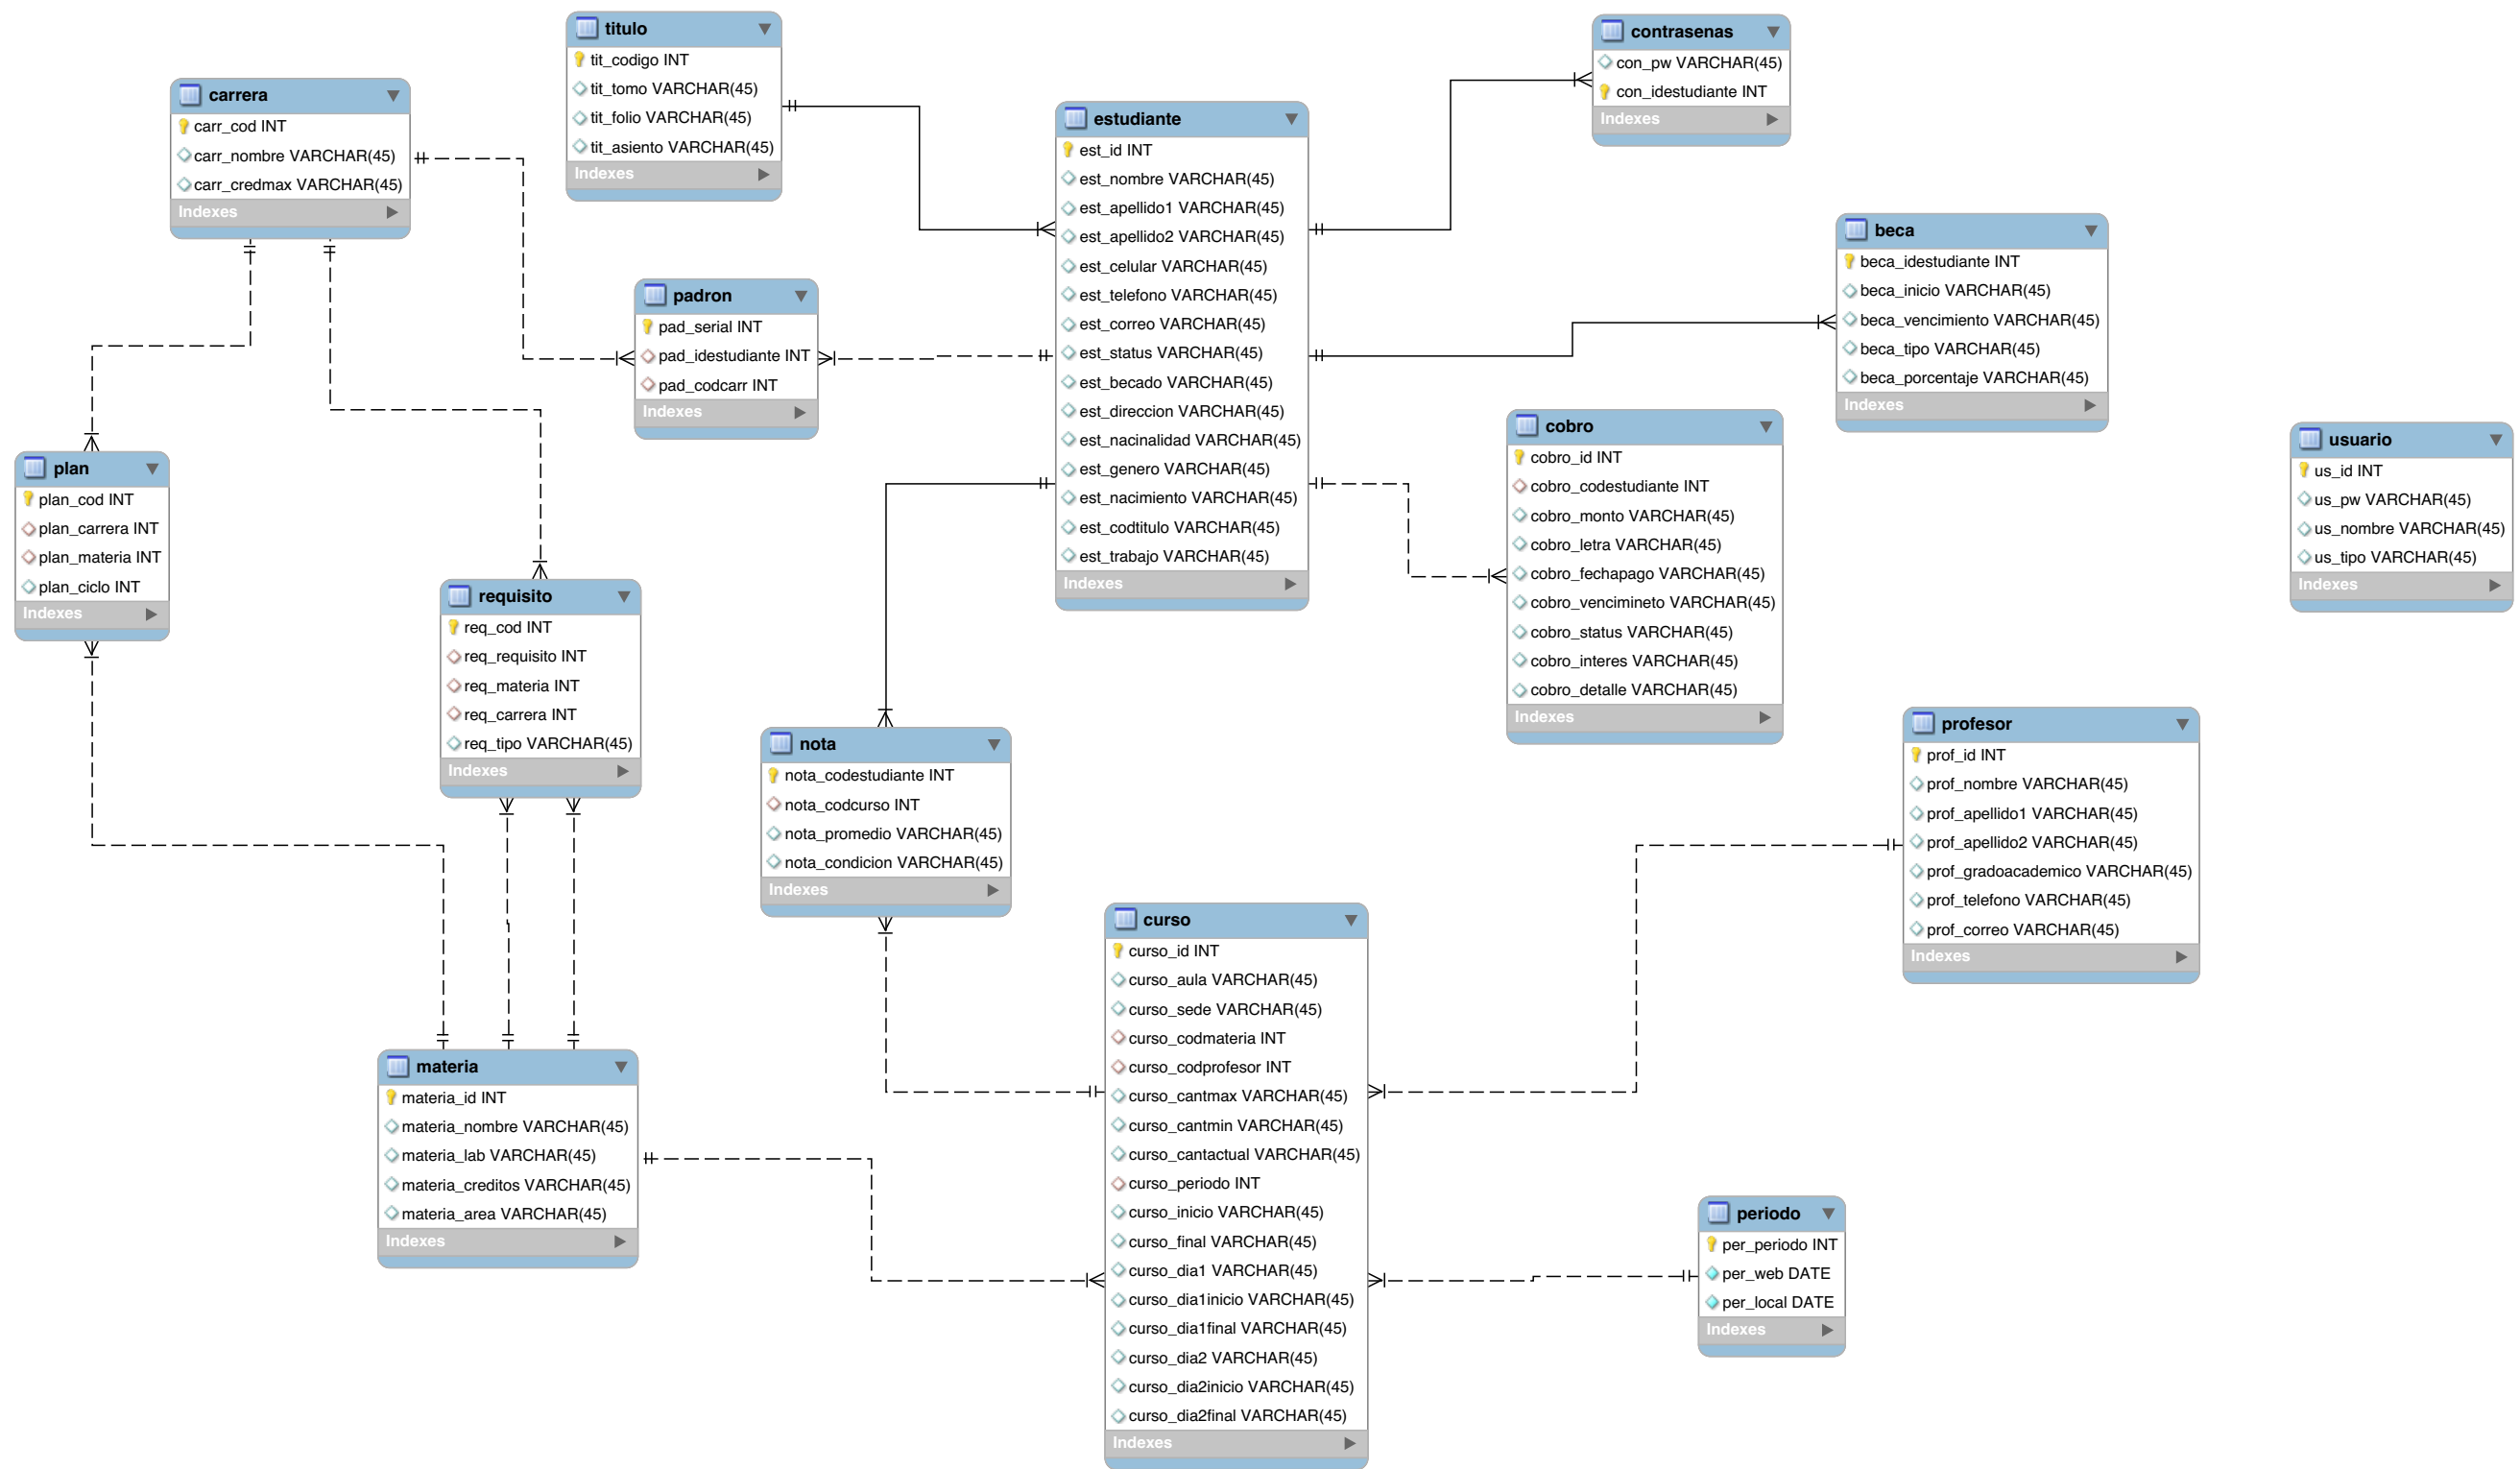 titulo
tit_codigo INT
tit_tomo VARCHAR(45)
tit_folio VARCHAR(45)
tit_asiento VARCHAR(45)
Indexes
contrasenas
con_pw VARCHAR(45)
con_idestudiante INT
Indexes
carrera
carr_cod INT
carr_nombre VARCHAR(45)
carr_credmax VARCHAR(45)
Indexes
estudiante
est_id INT
est_nombre VARCHAR(45)
est_apellido1 VARCHAR(45)
est_apellido2 VARCHAR(45)
est_celular VARCHAR(45)
est_telefono VARCHAR(45)
est_correo VARCHAR(45)
est_status VARCHAR(45)
est_becado VARCHAR(45)
est_direccion VARCHAR(45)
est_nacinalidad VARCHAR(45)
est_genero VARCHAR(45)
est_nacimiento VARCHAR(45)
est_codtitulo VARCHAR(45)
est_trabajo VARCHAR(45)
Indexes
beca
beca_idestudiante INT
beca_inicio VARCHAR(45)
beca_vencimiento VARCHAR(45)
beca_tipo VARCHAR(45)
beca_porcentaje VARCHAR(45)
Indexes
padron
pad_serial INT
pad_idestudiante INT
pad_codcarr INT
Indexes
cobro
cobro_id INT
cobro_codestudiante INT
cobro_monto VARCHAR(45)
cobro_letra VARCHAR(45)
cobro_fechapago VARCHAR(45)
cobro_vencimineto VARCHAR(45)
cobro_status VARCHAR(45)
cobro_interes VARCHAR(45)
cobro_detalle VARCHAR(45)
Indexes
usuario
us_id INT
us_pw VARCHAR(45)
us_nombre VARCHAR(45)
us_tipo VARCHAR(45)
Indexes
plan
plan_cod INT
plan_carrera INT
plan_materia INT
plan_ciclo INT
Indexes
requisito
req_cod INT
req_requisito INT
req_materia INT
req_carrera INT
req_tipo VARCHAR(45)
Indexes
nota
nota_codestudiante INT
nota_codcurso INT
nota_promedio VARCHAR(45)
nota_condicion VARCHAR(45)
Indexes
profesor
prof_id INT
prof_nombre VARCHAR(45)
prof_apellido1 VARCHAR(45)
prof_apellido2 VARCHAR(45)
prof_gradoacademico VARCHAR(45)
prof_telefono VARCHAR(45)
prof_correo VARCHAR(45)
Indexes
curso
curso_id INT
curso_aula VARCHAR(45)
curso_sede VARCHAR(45)
curso_codmateria INT
curso_codprofesor INT
curso_cantmax VARCHAR(45)
curso_cantmin VARCHAR(45)
curso_cantactual VARCHAR(45)
curso_periodo INT
curso_inicio VARCHAR(45)
curso_final VARCHAR(45)
curso_dia1 VARCHAR(45)
curso_dia1inicio VARCHAR(45)
curso_dia1final VARCHAR(45)
curso_dia2 VARCHAR(45)
curso_dia2inicio VARCHAR(45)
curso_dia2final VARCHAR(45)
Indexes
materia
materia_id INT
materia_nombre VARCHAR(45)
materia_lab VARCHAR(45)
materia_creditos VARCHAR(45)
materia_area VARCHAR(45)
Indexes
periodo
per_periodo INT
per_web DATE
per_local DATE
Indexes